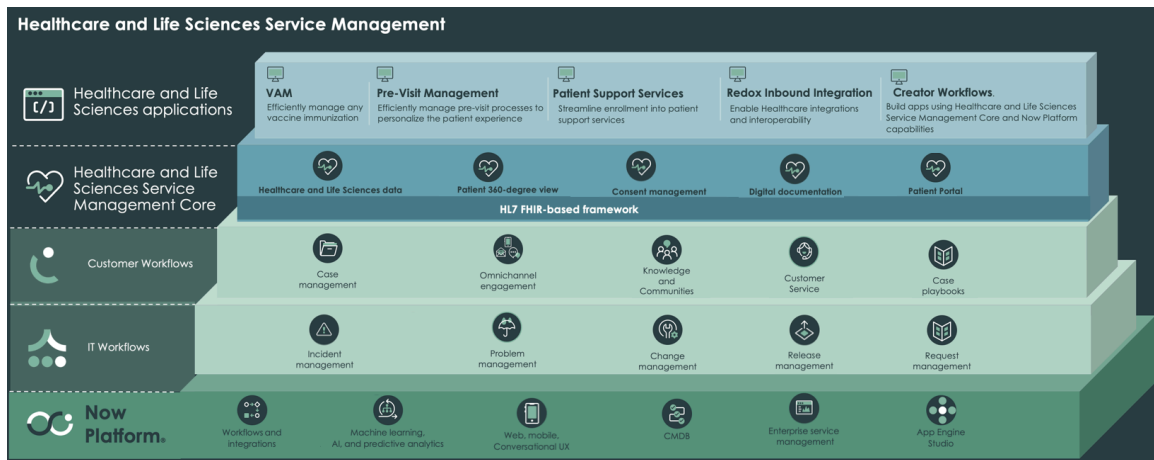 Healthcare and Life Sciences Service Management
Healthcare and Life
Sciences applications
VAM
Efficiently manage any
vaccine immunization
Pre-Visit Management
Efficiently manage pre-visit processes to
personalize the patient experience
Patient Support Services
Streamline enrollment into patient
support services
Redox Inbound Integration
Enable Healthcare integrations
and interoperability
Creator Workflows
Build apps using Healthcare and Life Sciences
Service Management Core and Now Platform
capabilities
Healthcare and Life
Sciences Service
Management Core
Healthcare and Life Sciences data
Patient 360-degree view
Consent management
Digital documentation
Patient Portal
HL7 FHIR-based framework
Customer Workflows
Case
management
Omnichannel
engagement
Knowledge
and
Communities
Customer
Service
Case
playbooks
IT Workflows
Incident
management
Problem
management
Change
management
Release
management
Request
management
Now
Platform®
Workflows and
integrations
Machine learning,
AI, and predictive analytics
Web, mobile,
Conversational UX
CMDB
Enterprise service
management
App Engine
Studio